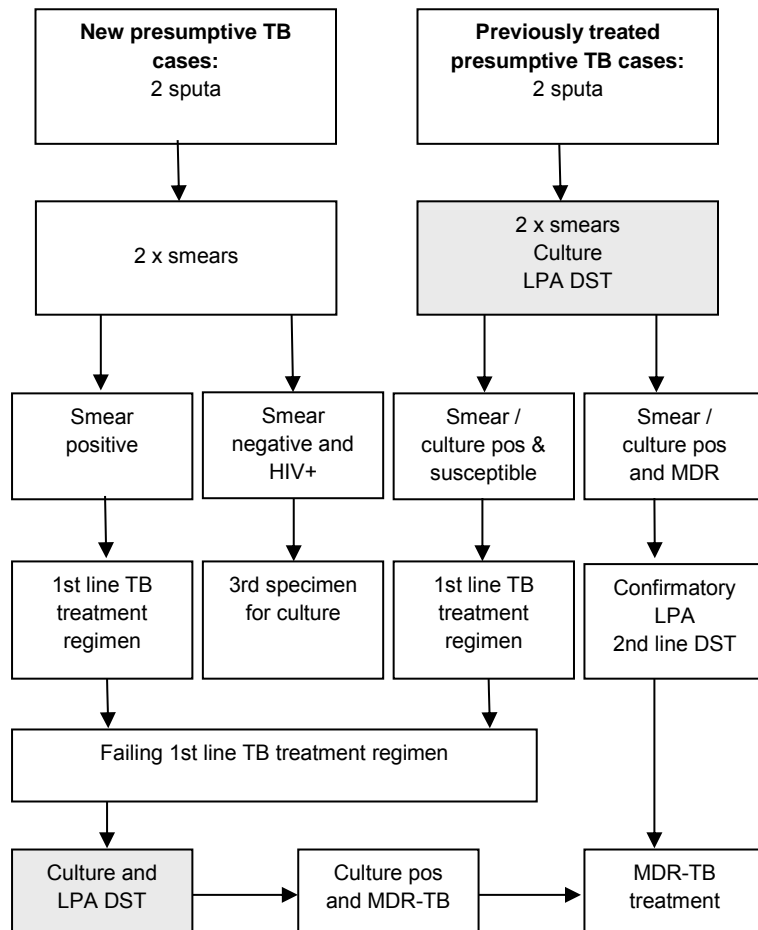 New presumptive TB
cases:
2 sputa
Previously treated
presumptive TB cases:
2 sputa
2 x smears
2 x smears
Culture
LPA DST
Smear
positive
Smear
negative and
HIV+
Smear /
culture pos &
susceptible
Smear /
culture pos
and MDR
1st line TB
treatment
regimen
3rd specimen
for culture
1st line TB
treatment
regimen
Confirmatory
LPA
2nd line DST
Failing 1st line TB treatment regimen
Culture and
LPA DST
Culture pos
and MDR-TB
MDR-TB
treatment